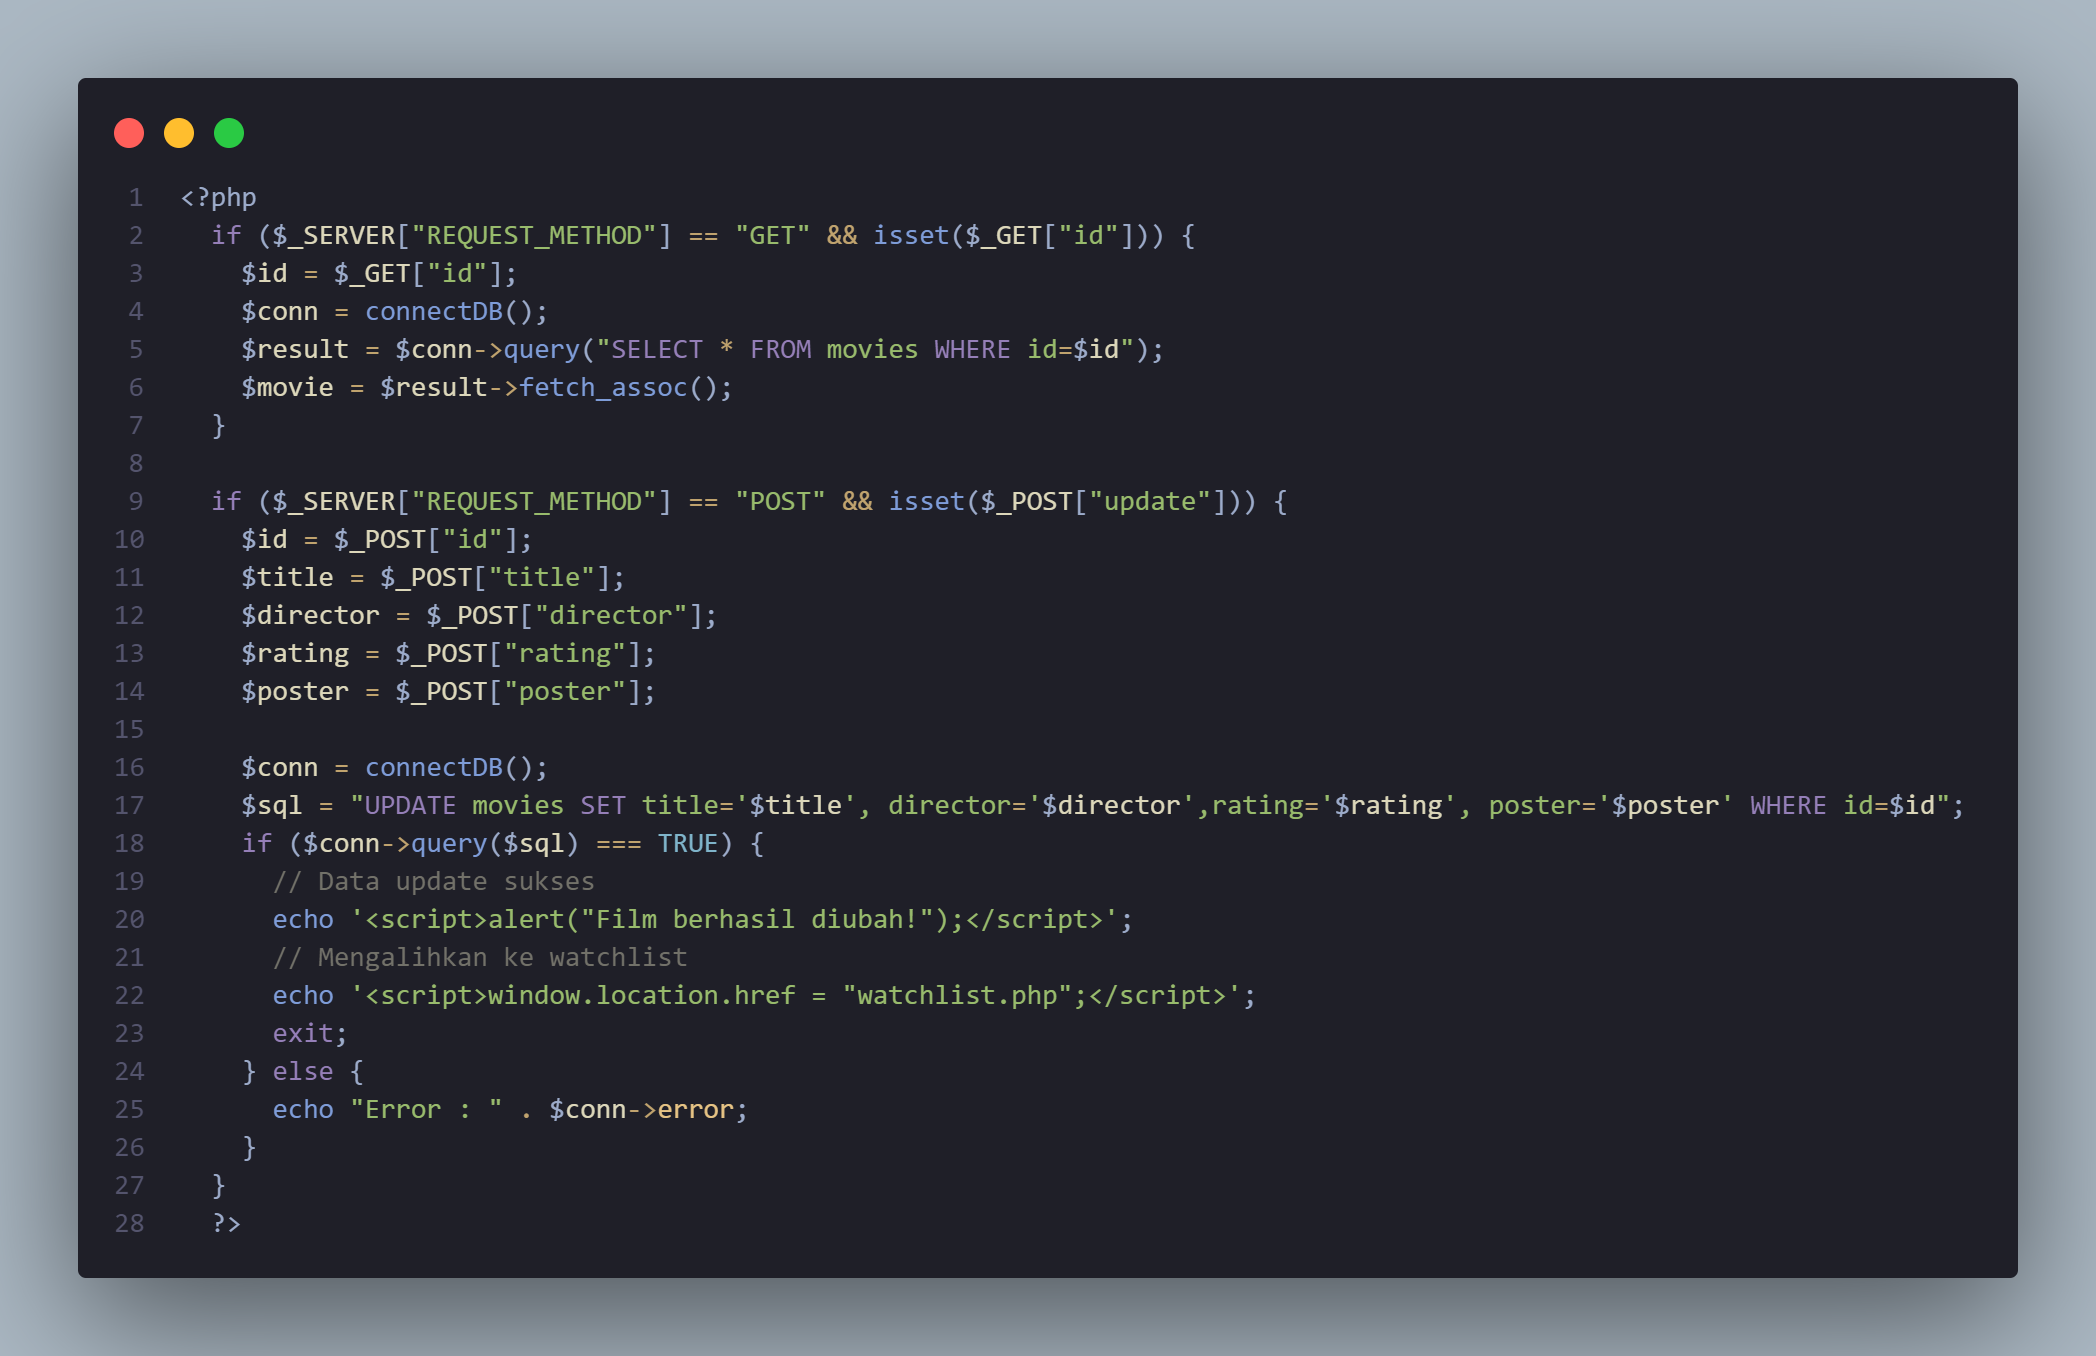 1 <?php
2   if ($_SERVER["REQUEST_METHOD"] == "GET" && isset($_GET["id"])) {
3     $id = $_GET["id"];
4     $conn = connectDB();
5     $result = $conn->query("SELECT * FROM movies WHERE id=$id");
6     $movie = $result->fetch_assoc();
7   }
8
9   if ($_SERVER["REQUEST_METHOD"] == "POST" && isset($_POST["update"])) {
10     $id = $_POST["id"];
11     $title = $_POST["title"];
12     $director = $_POST["director"];
13     $rating = $_POST["rating"];
14     $poster = $_POST["poster"];
15
16     $conn = connectDB();
17     $sql = "UPDATE movies SET title='$title', director='$director',rating='$rating', poster='$poster' WHERE id=$id";
18     if ($conn->query($sql) === TRUE) {
19       // Data update sukses
20       echo '<script>alert("Film berhasil diubah!");</script>';
21       // Mengalihkan ke watchlist
22       echo '<script>window.location.href = "watchlist.php";</script>';
23       exit;
24     } else {
25       echo "Error : " . $conn->error;
26     }
27   }
28   ?>